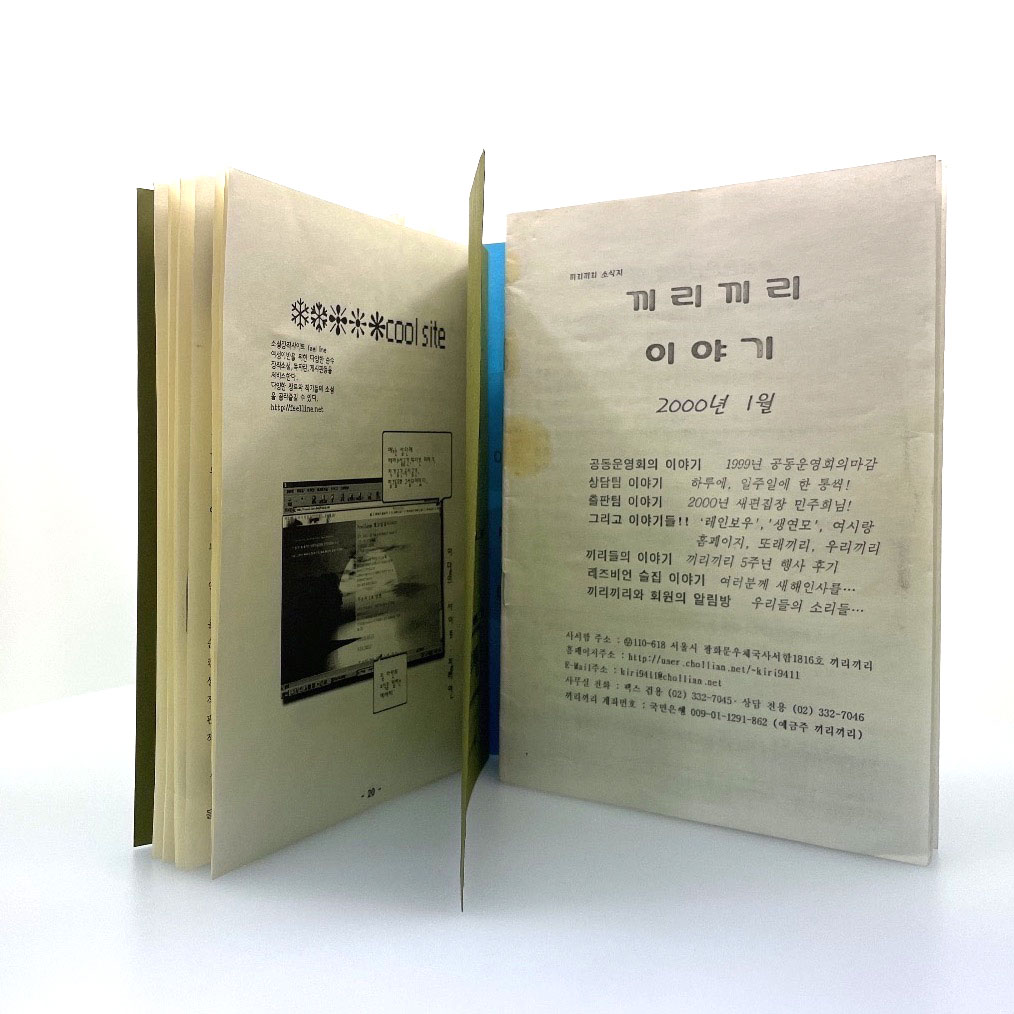 ❄❄✽✻✱cool site
소설창작사이트 feel line
여성이반을 위한 다양한 순수
창작소설, 투자란, 게시판등을
서비스한다.
다양한 장르와 작가들의 소설
을 골라볼 수 있다.
http://feelline.net
- 20 -
끼리끼리 소식지
끼리끼리
이야기
2000년 1월
공동운영회의 이야기 1999년 공동운영회의마감
상담팀 이야기 하루에, 일주일에 한 통씩!
출판팀 이야기 2000년 새편집장 민주희님!
그리고 이야기들!! '레인보우', '생연모', 여시랑
홈페이지, 또래끼리, 우리끼리
끼리들의 이야기 끼리끼리 5주년 행사 후기
레즈비언 술집 이야기 여러분께 새해인사를…
끼리끼리와 회원의 알림방 우리들의 소리들…
사서함 주소 : ㉾110-618 서울시 광화문우체국사서함1816호 끼리끼리
홈페이지주소 : http://user.chollian.net/~kiri9411
E-Mail주소 : kiri9411@chollian.net
사무실 전화 : 팩스 겸용 (02) 332-7045· 상담 전용 (02) 332-7046
끼리끼리 계좌번호 : 국민은행 009-01-1291-862 (예금주 끼리끼리)